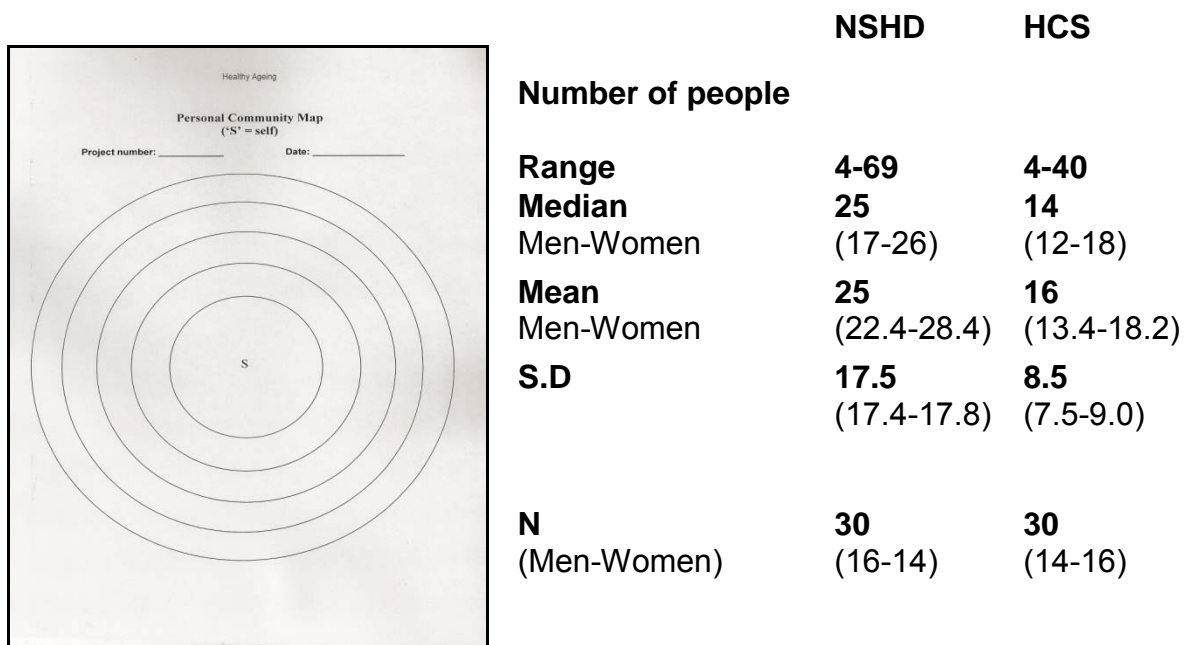 Healthy Ageing
Personal Community Map
('S' = self)
Project number: ____________ Date: ________________
S
NSHD HCS
Number of people
Range 4-69 4-40
Median 25 14
Men-Women (17-26) (12-18)
Mean 25 16
Men-Women (22.4-28.4) (13.4-18.2)
S.D 17.5 8.5
(17.4-17.8) (7.5-9.0)
N 30 30
(Men-Women) (16-14) (14-16)